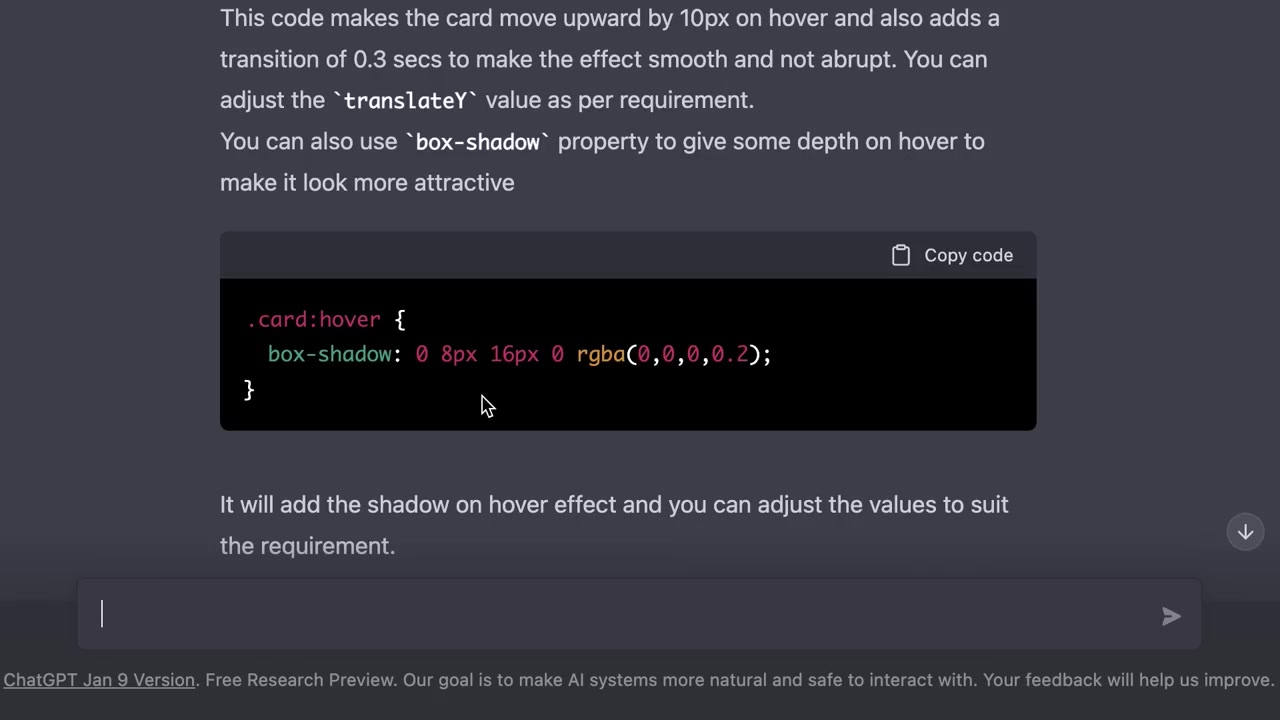 This code makes the card move upward by 10px on hover and also adds a
transition of 0.3 secs to make the effect smooth and not abrupt. You can
adjust the `translateY` value as per requirement.
You can also use `box-shadow` property to give some depth on hover to
make it look more attractive
Copy code
.card:hover {
  box-shadow: 0 8px 16px 0 rgba(0,0,0,0.2);
}
It will add the shadow on hover effect and you can adjust the values to suit
the requirement.
ChatGPT Jan 9 Version. Free Research Preview. Our goal is to make AI systems more natural and safe to interact with. Your feedback will help us improve.